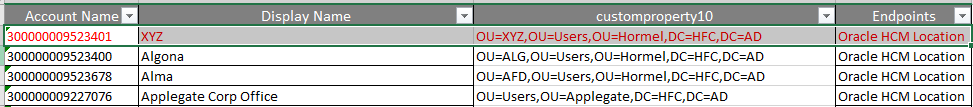 Account Name Display Name customproperty10 Endpoints
300000009523401 XYZ OU=XYZ,OU=Users,OU=Hormel,DC=HFC,DC=AD Oracle HCM Location
300000009523400 Algona OU=ALG,OU=Users,OU=Hormel,DC=HFC,DC=AD Oracle HCM Location
300000009523678 Alma OU=AFD,OU=Users,OU=Hormel,DC=HFC,DC=AD Oracle HCM Location
300000009227076 Applegate Corp Office OU=Users,OU=Applegate,DC=HFC,DC=AD Oracle HCM Location